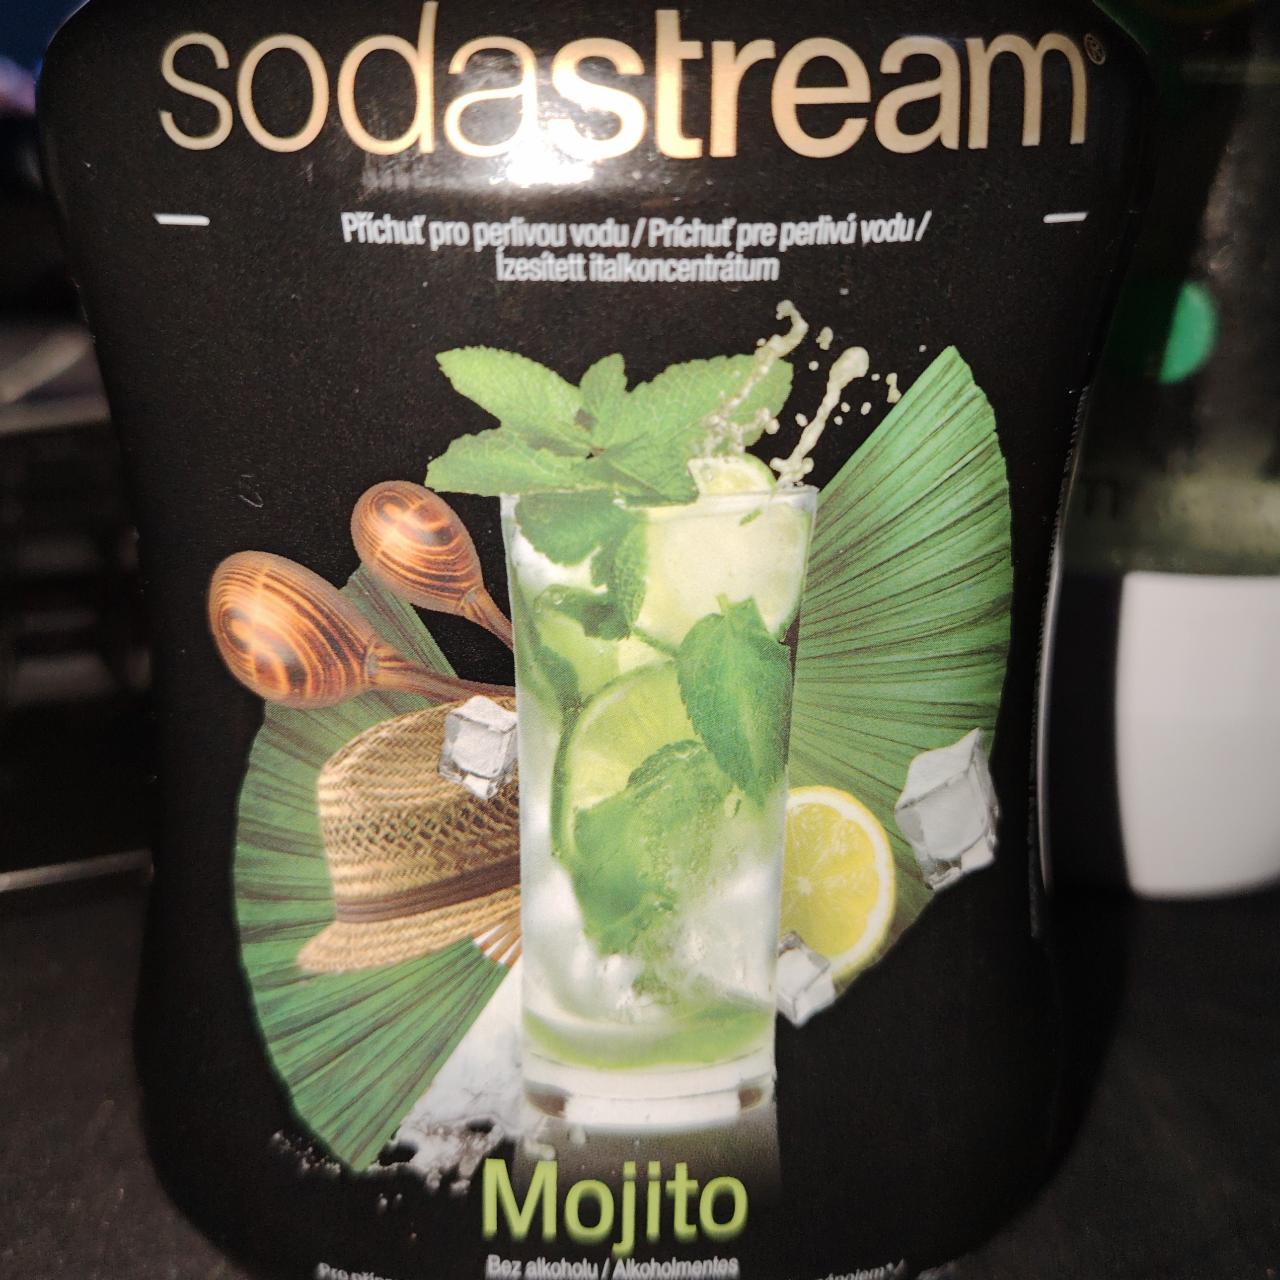 sodastream®
Příchuť pro perlivou vodu / Príchuť pre perlivú vodu /
Ízesített italkoncentrátum
Mojito
Bez alkoholu / Alkoholmentes